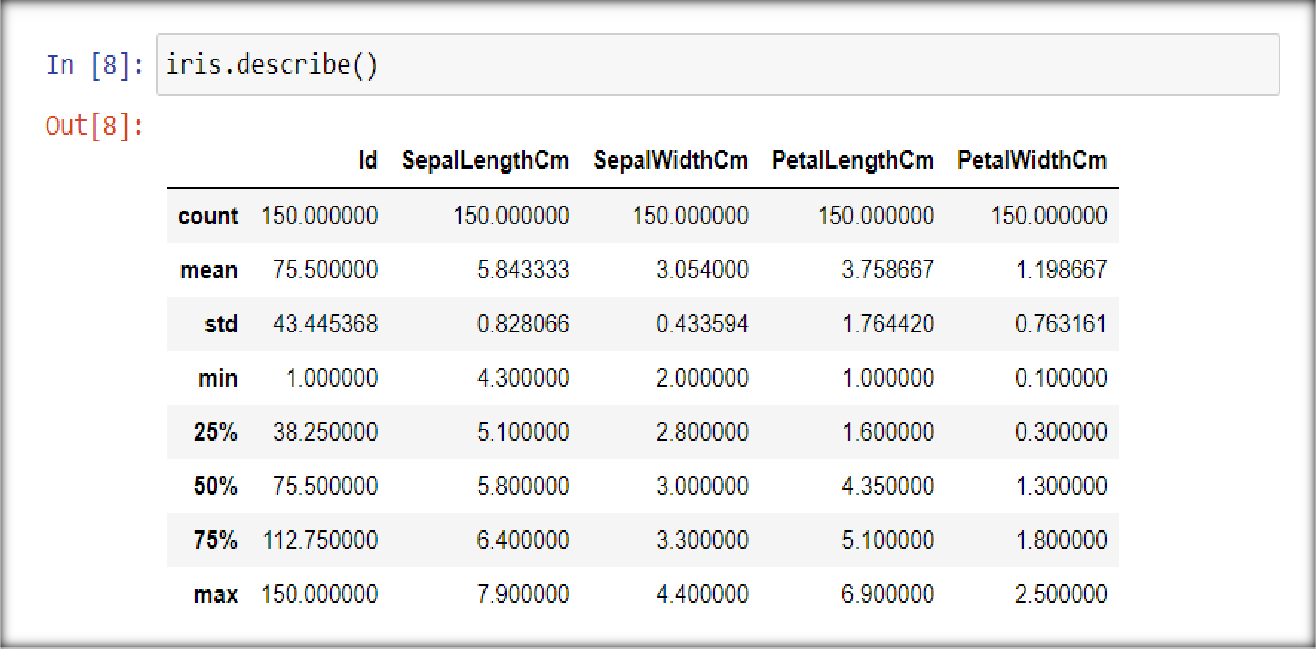 In [8]: iris.describe()
Out[8]:
Id SepalLengthCm SepalWidthCm PetalLengthCm PetalWidthCm
count 150.000000 150.000000 150.000000 150.000000 150.000000
mean 75.500000 5.843333 3.054000 3.758667 1.198667
std 43.445368 0.828066 0.433594 1.764420 0.763161
min 1.000000 4.300000 2.000000 1.000000 0.100000
25% 38.250000 5.100000 2.800000 1.600000 0.300000
50% 75.500000 5.800000 3.000000 4.350000 1.300000
75% 112.750000 6.400000 3.300000 5.100000 1.800000
max 150.000000 7.900000 4.400000 6.900000 2.500000